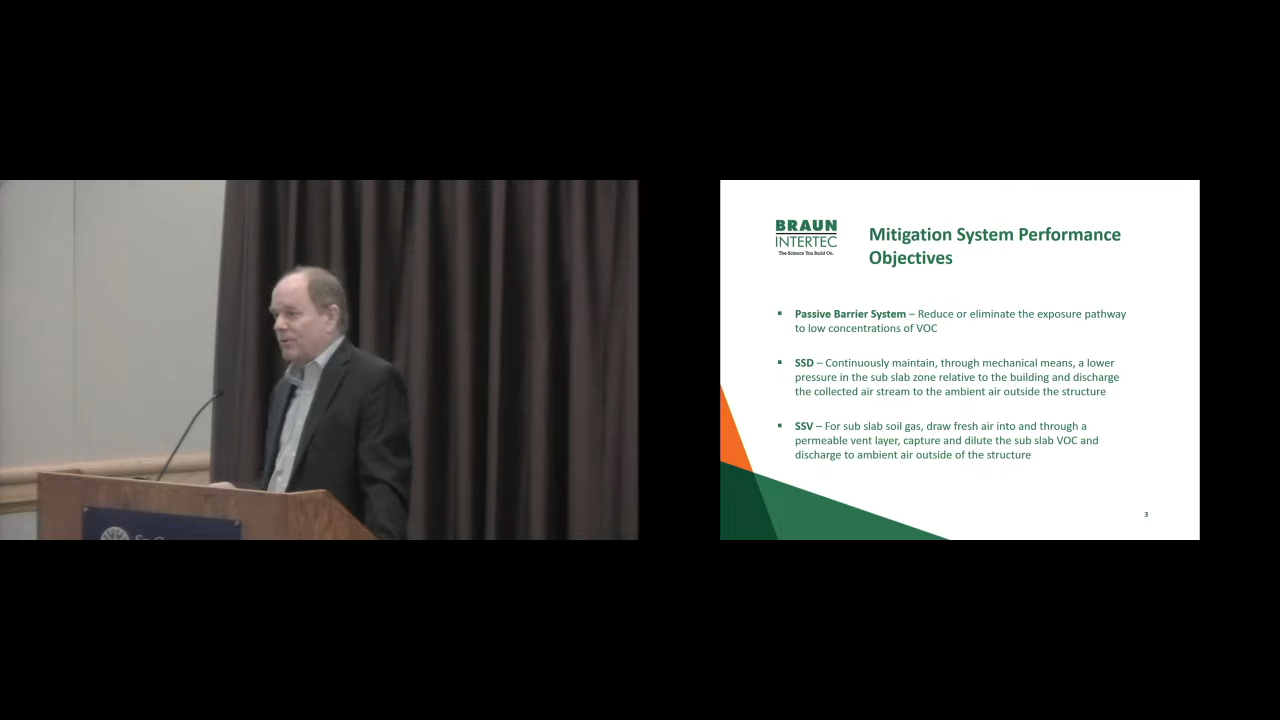 BRAUN
INTERTEC
The Science You Build On.
Mitigation System Performance
Objectives
▪ Passive Barrier System – Reduce or eliminate the exposure pathway
to low concentrations of VOC
▪ SSD – Continuously maintain, through mechanical means, a lower
pressure in the sub slab zone relative to the building and discharge
the collected air stream to the ambient air outside the structure
▪ SSV – For sub slab soil gas, draw fresh air into and through a
permeable vent layer, capture and dilute the sub slab VOC and
discharge to ambient air outside of the structure
3